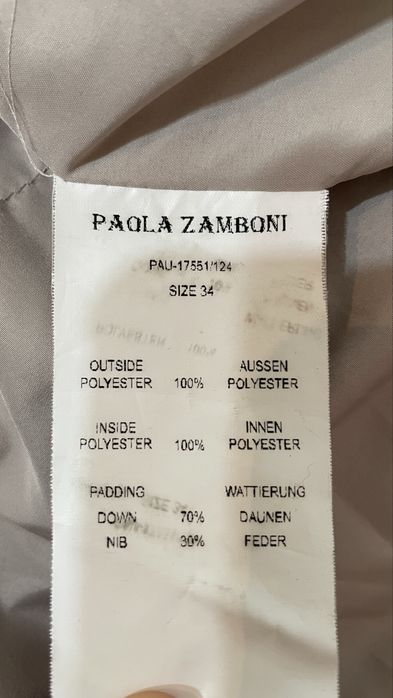 PAOLA ZAMBONI
PAU-17551/124
SIZE 34
OUTSIDE AUSSEN
POLYESTER 100% POLYESTER
INSIDE INNEN
POLYESTER 100% POLYESTER
PADDING WATTIERUNG
DOWN 70% DAUNEN
NIB 30% FEDER